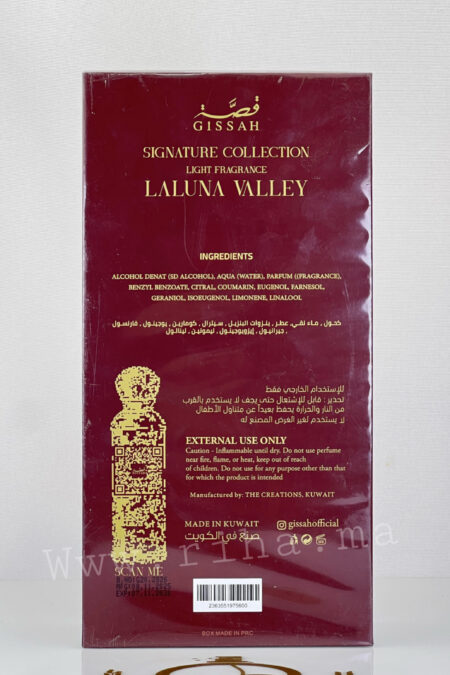 قصّة
GISSAH
SIGNATURE COLLECTION
LIGHT FRAGRANCE
LALUNA VALLEY
INGREDIENTS
ALCOHOL DENAT (SD ALCOHOL), AQUA (WATER), PARFUM ((FRAGRANCE),
BENZYL BENZOATE, CITRAL, COUMARIN, EUGENOL, FARNESOL,
GERANIOL, ISOEUGENOL, LIMONENE, LINALOOL
كحول ، ماء نقي، عطر ، بنزوات البنزيل ، سيترال ، كومارين ، يوجينول ، فارنسول
، جيرانيول ، إيزويوجينول ، ليمونين ، لينالول
للإستخدام الخارجي فقط
تحذير : قابل للإشتعال حتى يجف لا يستخدم بالقرب
من النار والحرارة يحفظ بعيداً عن متناول الأطفال
لا يستخدم لغير الغرض المصنع له
EXTERNAL USE ONLY
Caution - Inflammable until dry. Do not use perfume
near fire, flame, or heat, keep out of reach
of children. Do not use for any purpose other than that
for which the product is intended
Manufactured by: THE CREATIONS, KUWAIT
MADE IN KUWAIT
صنع في الكويت
gissahofficial
www.riha.ma
SCAN ME
2363551975600
BOX MADE IN PRC